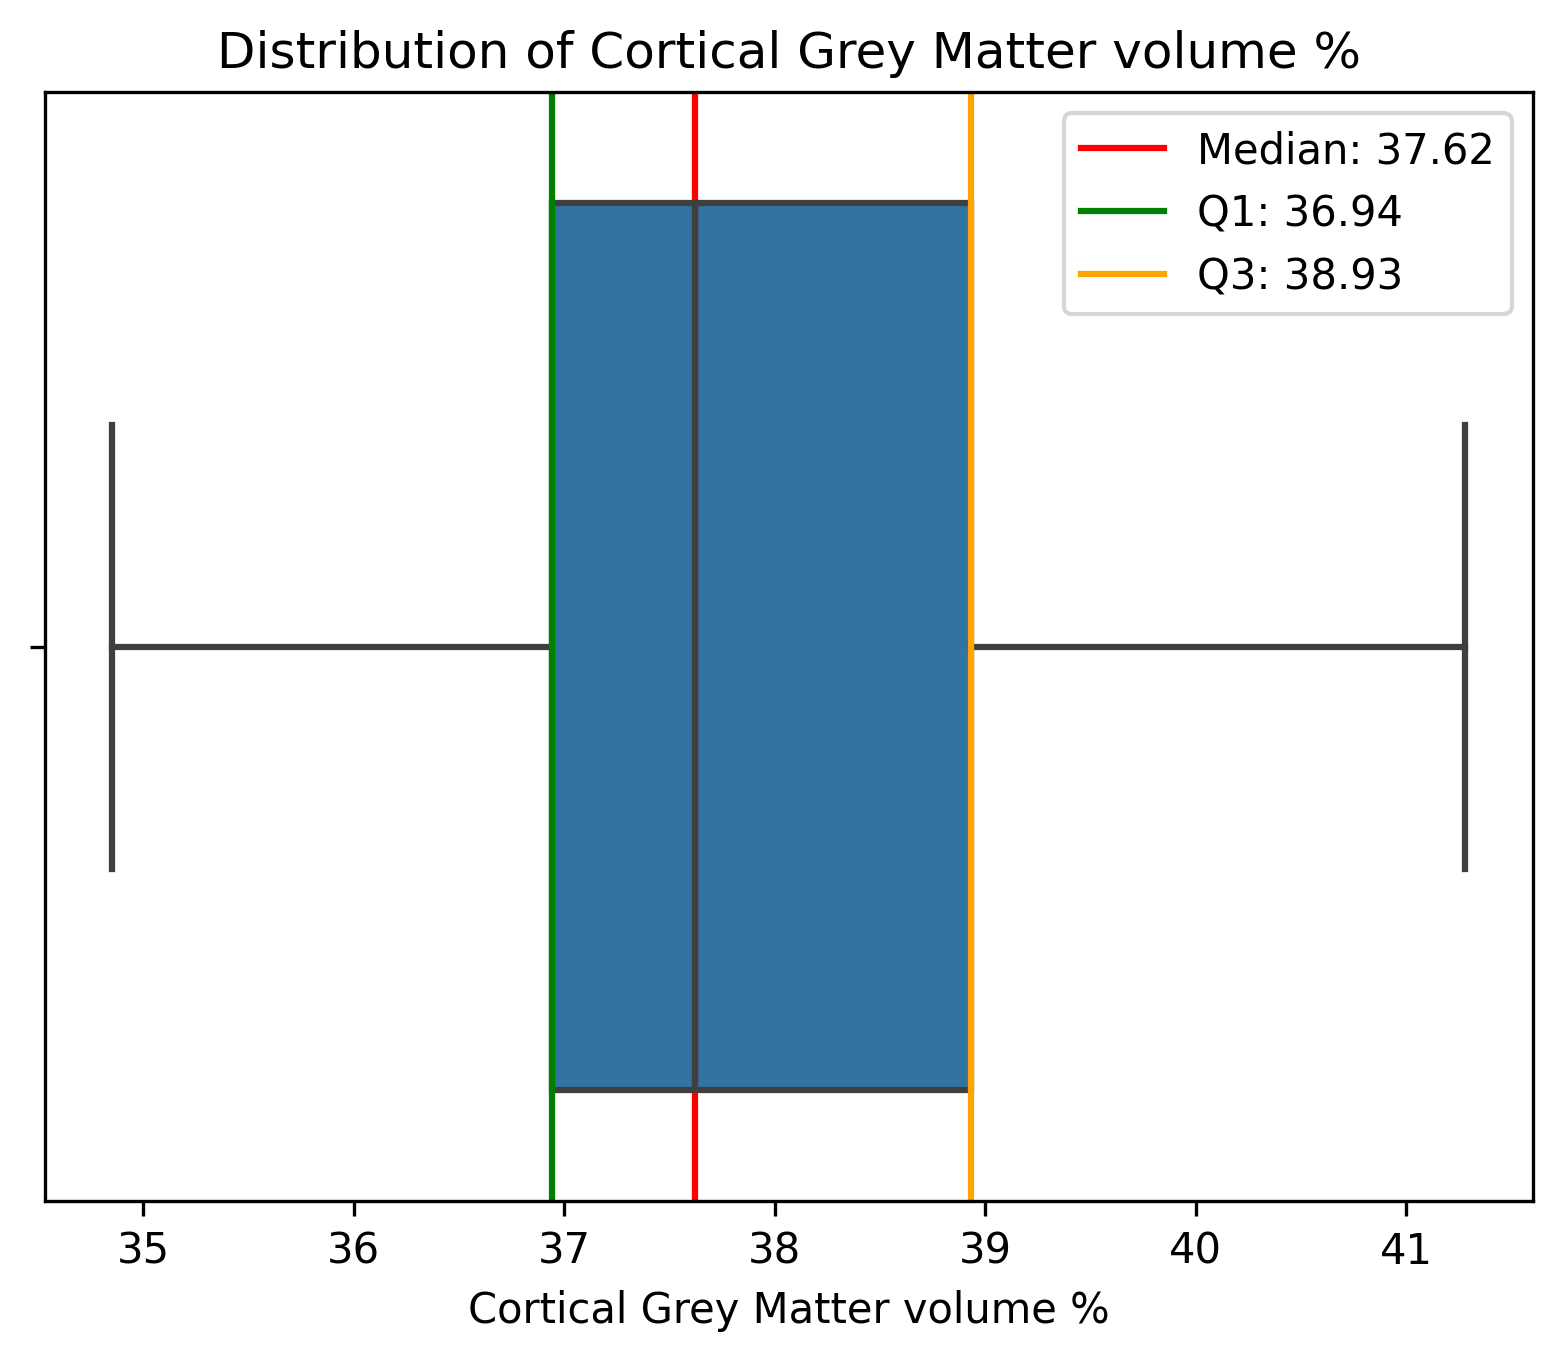 Distribution of Cortical Grey Matter volume %
Median: 37.62
Q1: 36.94
Q3: 38.93
35 36 37 38 39 40 41
Cortical Grey Matter volume %